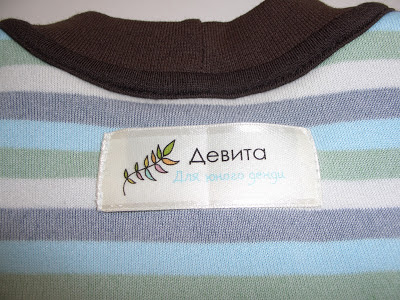 Девита
Для юного денди